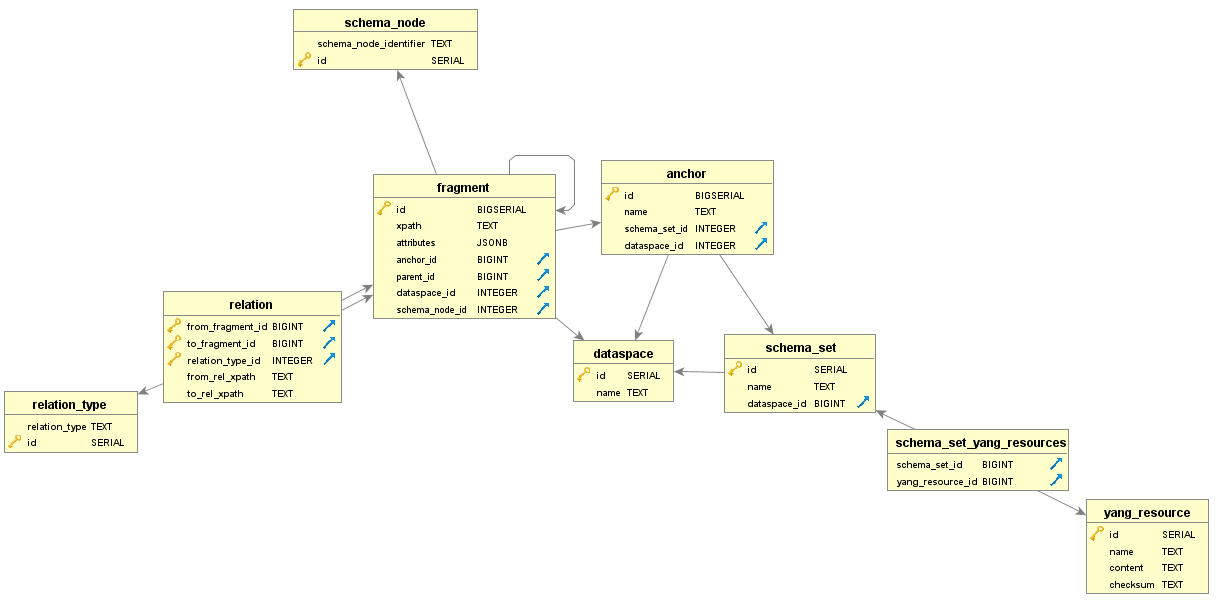 schema_node
schema_node_identifier TEXT
id SERIAL
fragment
id BIGSERIAL
xpath TEXT
attributes JSONB
anchor_id BIGINT
parent_id BIGINT
dataspace_id INTEGER
schema_node_id INTEGER
anchor
id BIGSERIAL
name TEXT
schema_set_id INTEGER
dataspace_id INTEGER
relation
from_fragment_id BIGINT
to_fragment_id BIGINT
relation_type_id INTEGER
from_rel_xpath TEXT
to_rel_xpath TEXT
dataspace
id SERIAL
name TEXT
schema_set
id SERIAL
name TEXT
dataspace_id BIGINT
relation_type
relation_type TEXT
id SERIAL
schema_set_yang_resources
schema_set_id BIGINT
yang_resource_id BIGINT
yang_resource
id SERIAL
name TEXT
content TEXT
checksum TEXT